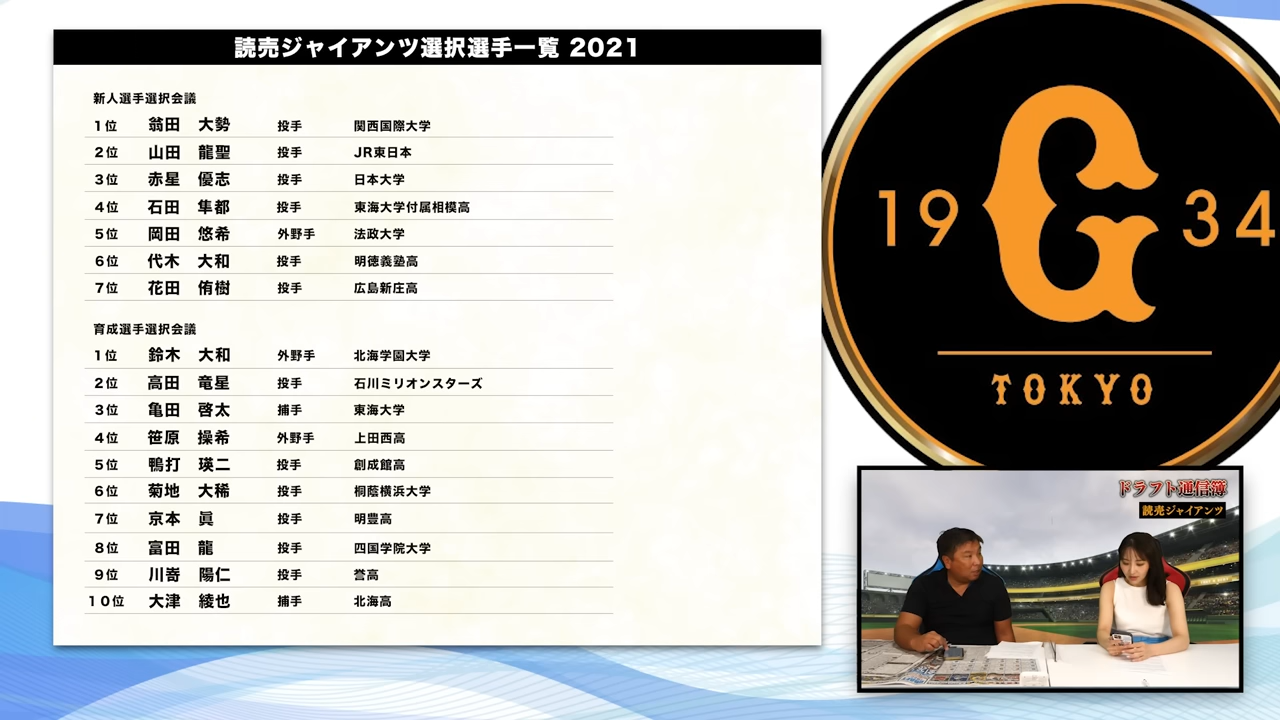 読売ジャイアンツ選択選手一覧 2021
新人選手選択会議
1位 翁田 大勢 投手 関西国際大学
2位 山田 龍聖 投手 JR東日本
3位 赤星 優志 投手 日本大学
4位 石田 隼都 投手 東海大学付属相模高
5位 岡田 悠希 外野手 法政大学
6位 代木 大和 投手 明徳義塾高
7位 花田 侑樹 投手 広島新庄高
育成選手選択会議
1位 鈴木 大和 外野手 北海学園大学
2位 高田 竜星 投手 石川ミリオンスターズ
3位 亀田 啓太 捕手 東海大学
4位 笹原 操希 外野手 上田西高
5位 鴨打 瑛二 投手 創成館高
6位 菊地 大稀 投手 桐蔭横浜大学
7位 京本 眞 投手 明豊高
8位 富田 龍 投手 四国学院大学
9位 川嵜 陽仁 投手 誉高
10位 大津 綾也 捕手 北海高
19 G 34
TOKYO
ドラフト通信簿
読売ジャイアンツ